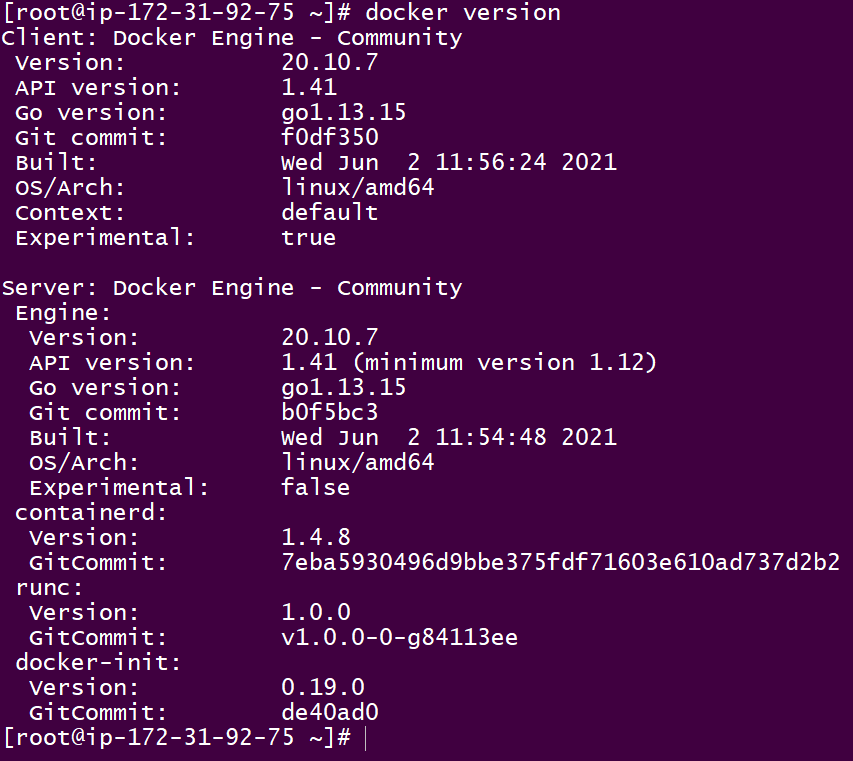 [root@ip-172-31-92-75 ~]# docker version
Client: Docker Engine - Community
 Version:           20.10.7
 API version:       1.41
 Go version:        go1.13.15
 Git commit:        f0df350
 Built:             Wed Jun  2 11:56:24 2021
 OS/Arch:           linux/amd64
 Context:           default
 Experimental:      true

Server: Docker Engine - Community
 Engine:
  Version:          20.10.7
  API version:      1.41 (minimum version 1.12)
  Go version:       go1.13.15
  Git commit:       b0f5bc3
  Built:            Wed Jun  2 11:54:48 2021
  OS/Arch:          linux/amd64
  Experimental:     false
 containerd:
  Version:          1.4.8
  GitCommit:        7eba5930496d9bbe375fdf71603e610ad737d2b2
 runc:
  Version:          1.0.0
  GitCommit:        v1.0.0-0-g84113ee
 docker-init:
  Version:          0.19.0
  GitCommit:        de40ad0
[root@ip-172-31-92-75 ~]#